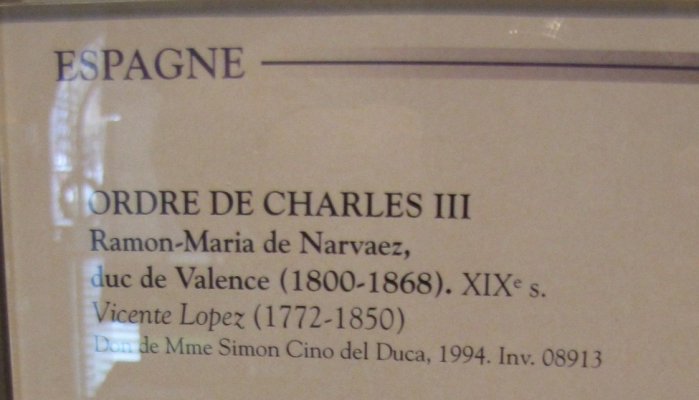 ESPAGNE
ORDRE DE CHARLES III
Ramon-Maria de Narvaez,
duc de Valence (1800-1868). XIXe s.
Vicente Lopez (1772-1850)
Don de Mme Simon Cino del Duca, 1994. Inv. 08913